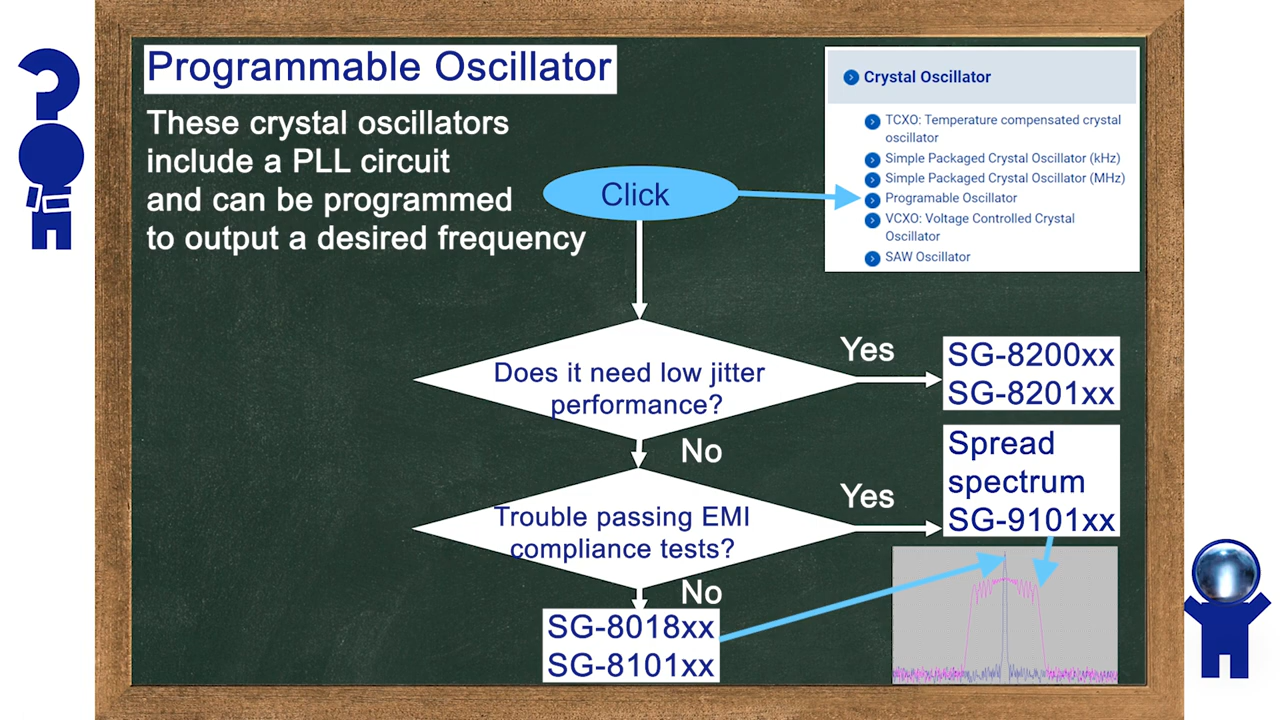 Programmable Oscillator
These crystal oscillators
include a PLL circuit
and can be programmed
to output a desired frequency
Click
Crystal Oscillator
TCXO: Temperature compensated crystal
oscillator
Simple Packaged Crystal Oscillator (kHz)
Simple Packaged Crystal Oscillator (MHz)
Programable Oscillator
VCXO: Voltage Controlled Crystal
Oscillator
SAW Oscillator
Does it need low jitter
performance?
Yes
SG-8200xx
SG-8201xx
No
Trouble passing EMI
compliance tests?
Yes
Spread
spectrum
SG-9101xx
No
SG-8018xx
SG-8101xx